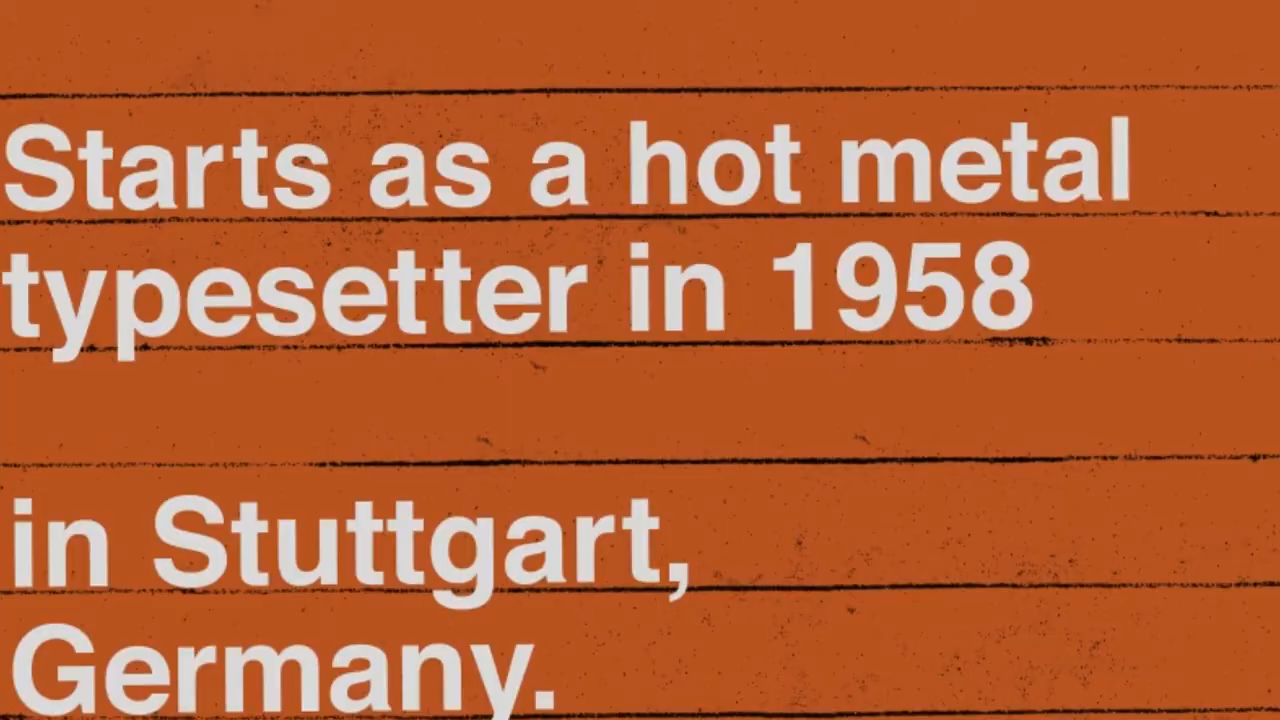 Starts as a hot metal
typesetter in 1958
in Stuttgart,
Germany.